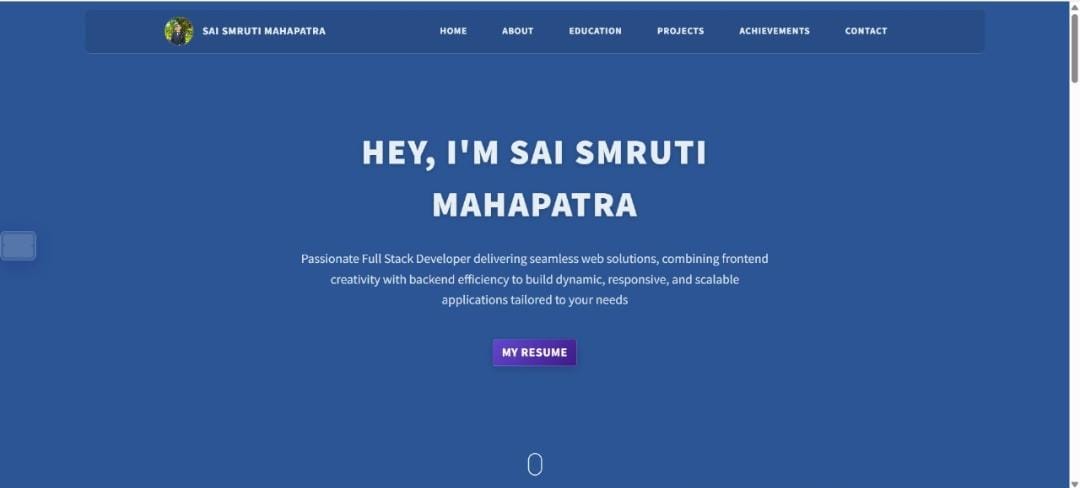 SAI SMRUTI MAHAPATRA
HOME
ABOUT
EDUCATION
PROJECTS
ACHIEVEMENTS
CONTACT
HEY, I'M SAI SMRUTI
MAHAPATRA
Passionate Full Stack Developer delivering seamless web solutions, combining frontend
creativity with backend efficiency to build dynamic, responsive, and scalable
applications tailored to your needs
MY RESUME